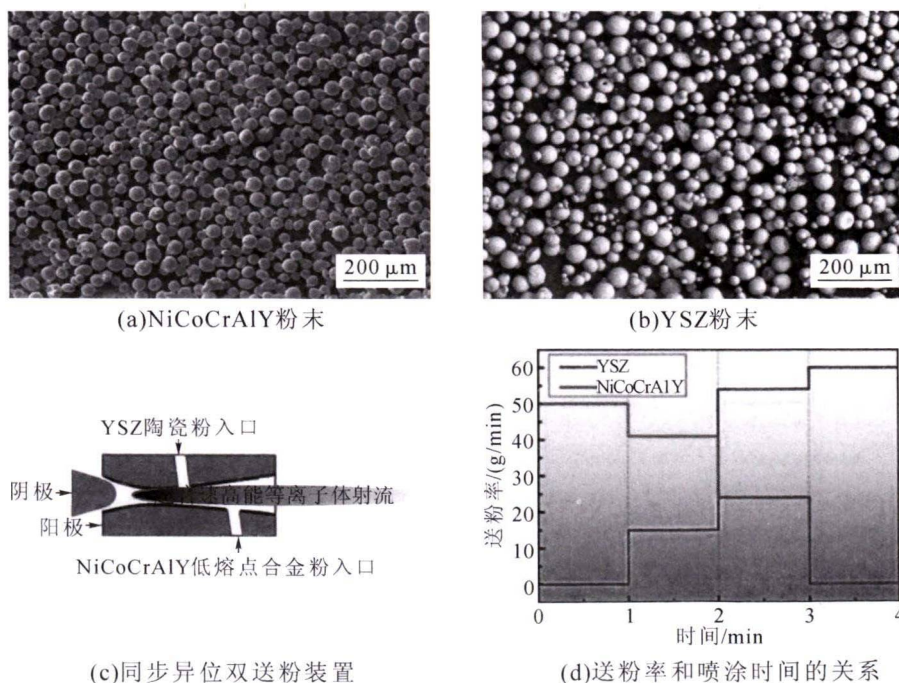 200 μm
200 μm
(a)NiCoCrAlY粉末
(b)YSZ粉末
YSZ陶瓷粉入口
阴极
高能等离子体射流
阳极
NiCoCrAlY低熔点合金粉入口
(c)同步异位双送粉装置
YSZ
NiCoCrAlY
送粉率/(g/min)
60
50
40
30
20
10
0
0 1 2 3 4
时间/min
(d)送粉率和喷涂时间的关系